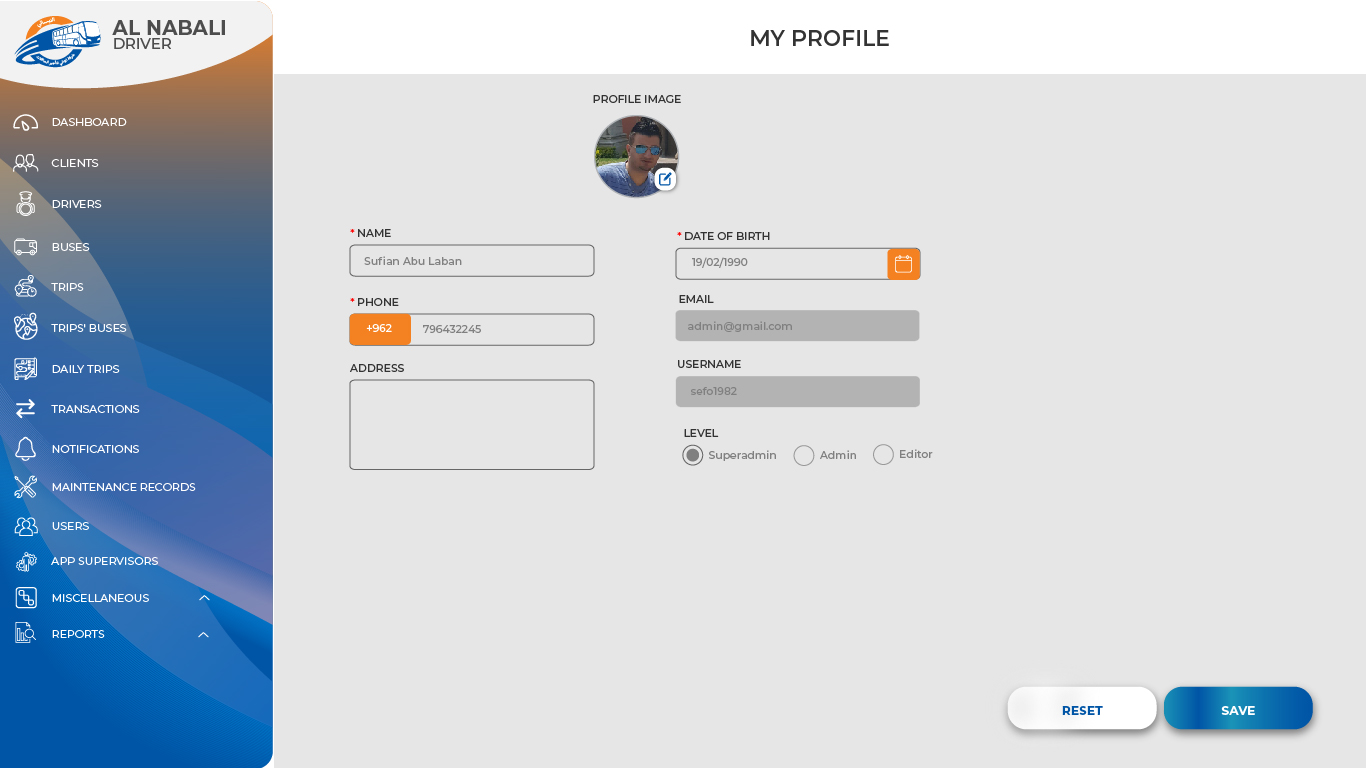 AL NABALI
DRIVER
DASHBOARD
CLIENTS
DRIVERS
BUSES
TRIPS
TRIPS' BUSES
DAILY TRIPS
TRANSACTIONS
NOTIFICATIONS
MAINTENANCE RECORDS
USERS
APP SUPERVISORS
MISCELLANEOUS
REPORTS
MY PROFILE
PROFILE IMAGE
* NAME
Sufian Abu Laban
* PHONE
+962 796432245
ADDRESS
* DATE OF BIRTH
19/02/1990
EMAIL
admin@gmail.com
USERNAME
sefo1982
LEVEL
Superadmin Admin Editor
RESET SAVE